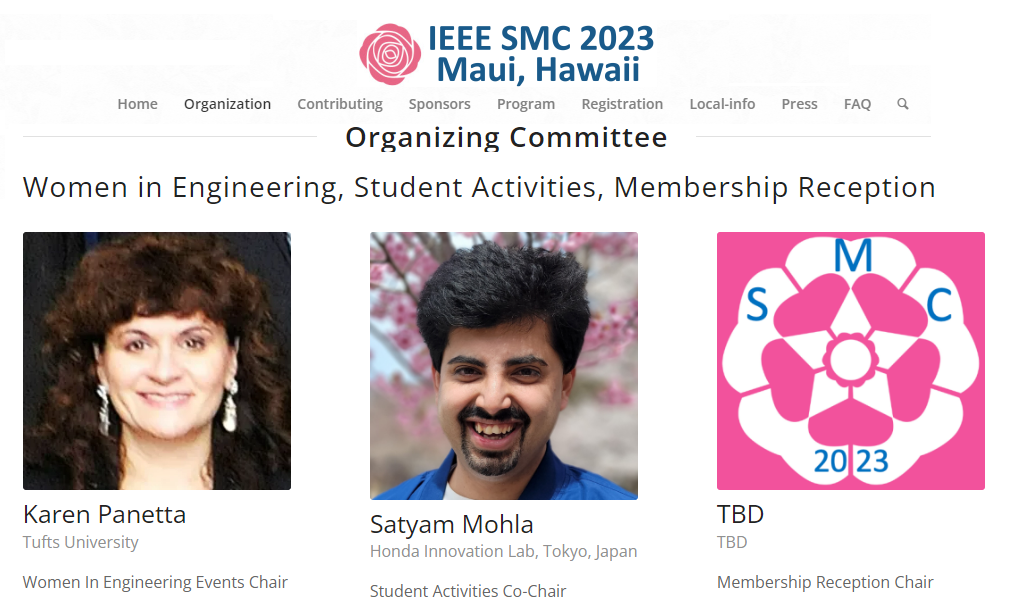 IEEE SMC 2023
Maui, Hawaii
Home Organization Contributing Sponsors Program Registration Local-info Press FAQ
Organizing Committee
Women in Engineering, Student Activities, Membership Reception
S M C
2023
Karen Panetta
Tufts University
Women In Engineering Events Chair
Satyam Mohla
Honda Innovation Lab, Tokyo, Japan
Student Activities Co-Chair
TBD
TBD
Membership Reception Chair